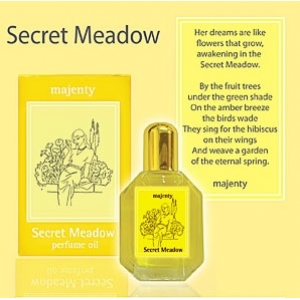 Secret Meadow
Her dreams are like
flowers that grow,
awakening in the
Secret Meadow.
By the fruit trees
under the green shade
On the amber breeze
the birds wade
They sing for the hibiscus
on their wings
And weave a garden
of the eternal spring.
majenty
majenty
Secret Meadow
perfume oil
majenty
Secret Meadow